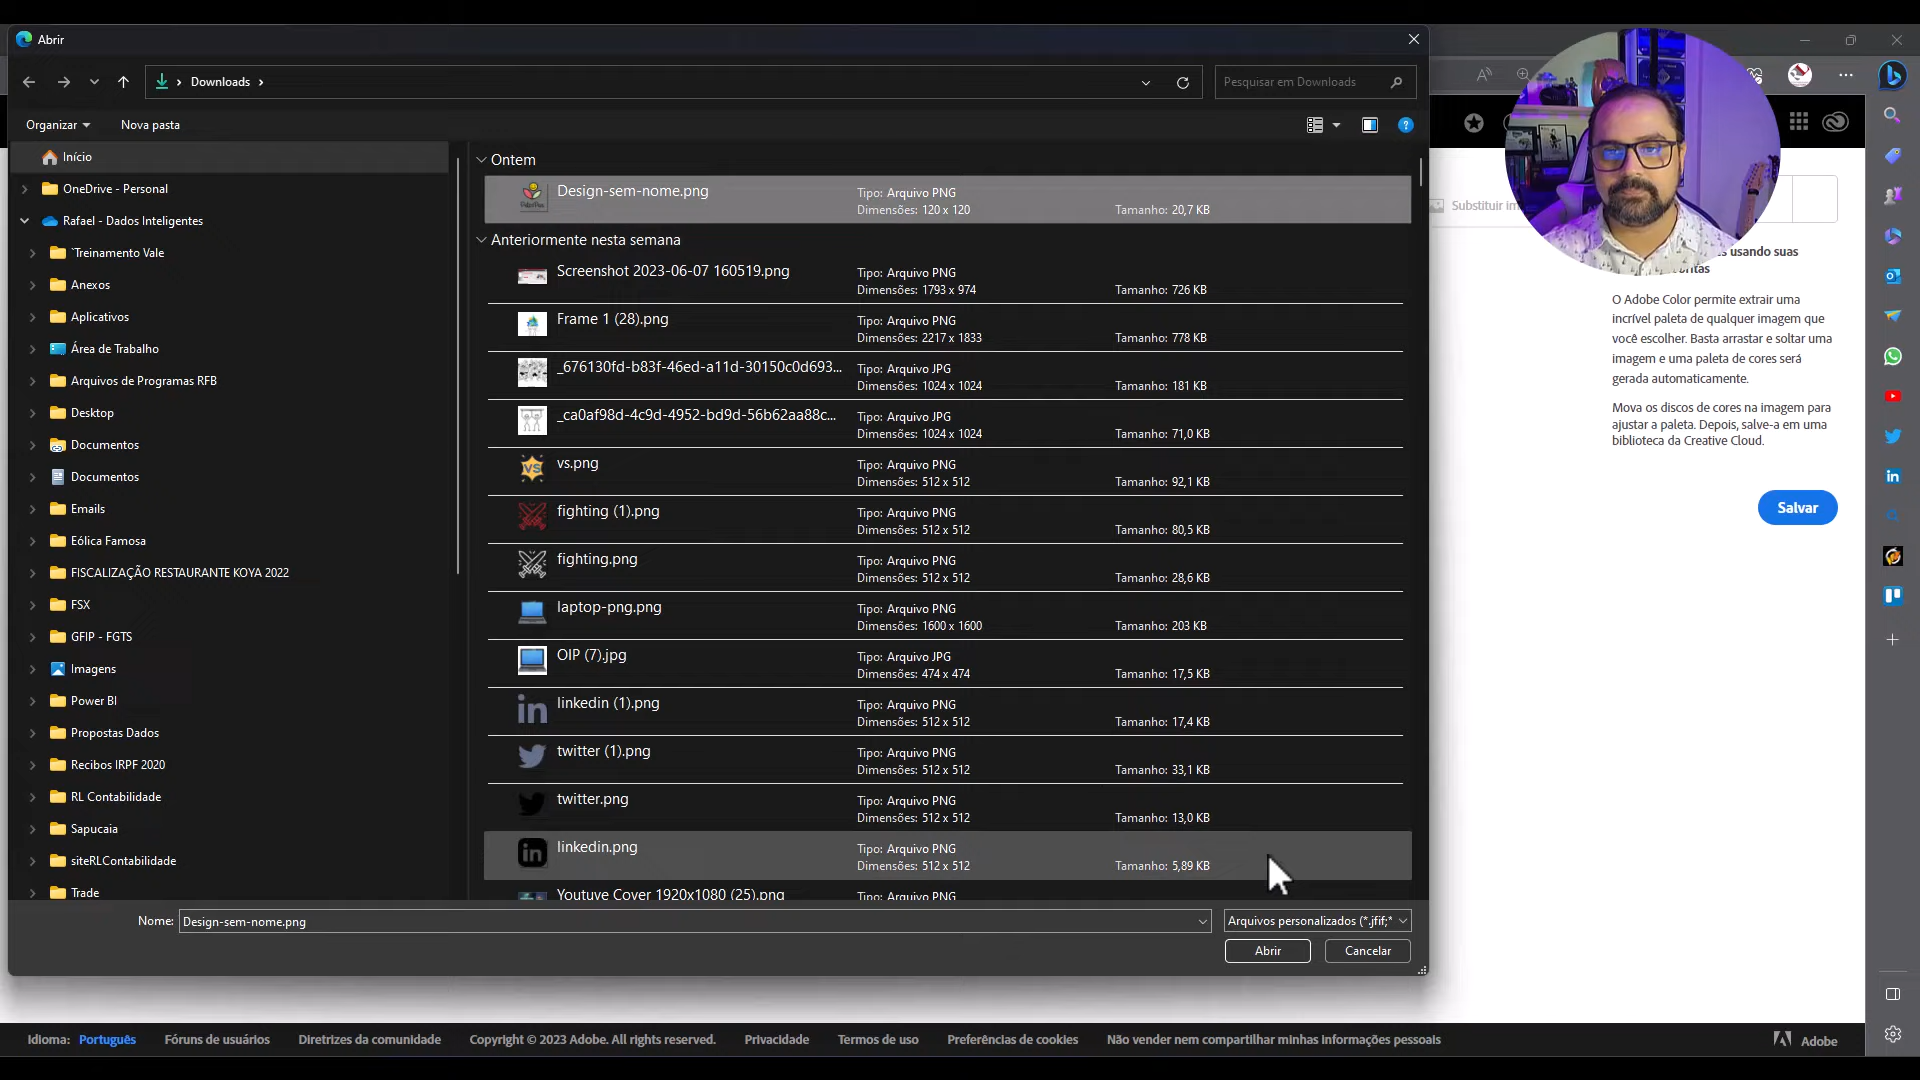 Abrir
Downloads
Pesquisar em Downloads
Organizar
Nova pasta
Início
OneDrive - Personal
Rafael - Dados Inteligentes
`Treinamento Vale
Anexos
Aplicativos
Área de Trabalho
Arquivos de Programas RFB
Desktop
Documentos
Documentos
Emails
Eólica Famosa
FISCALIZAÇÃO RESTAURANTE KOYA 2022
FSX
GFIP - FGTS
Imagens
Power BI
Propostas Dados
Recibos IRPF 2020
RL Contabilidade
Sapucaia
siteRLContabilidade
Trade
Ontem
Design-sem-nome.png
Tipo: Arquivo PNG
Dimensões: 120 x 120
Tamanho: 20,7 KB
Anteriormente nesta semana
Screenshot 2023-06-07 160519.png
Tipo: Arquivo PNG
Dimensões: 1793 x 974
Tamanho: 726 KB
Frame 1 (28).png
Tipo: Arquivo PNG
Dimensões: 2217 x 1833
Tamanho: 778 KB
_676130fd-b83f-46ed-a11d-30150c0d693...
Tipo: Arquivo JPG
Dimensões: 1024 x 1024
Tamanho: 181 KB
_ca0af98d-4c9d-4952-bd9d-56b62aa88c...
Tipo: Arquivo JPG
Dimensões: 1024 x 1024
Tamanho: 71,0 KB
VS
vs.png
Tipo: Arquivo PNG
Dimensões: 512 x 512
Tamanho: 92,1 KB
fighting (1).png
Tipo: Arquivo PNG
Dimensões: 512 x 512
Tamanho: 80,5 KB
fighting.png
Tipo: Arquivo PNG
Dimensões: 512 x 512
Tamanho: 28,6 KB
laptop-png.png
Tipo: Arquivo PNG
Dimensões: 1600 x 1600
Tamanho: 203 KB
OIP (7).jpg
Tipo: Arquivo JPG
Dimensões: 474 x 474
Tamanho: 17,5 KB
in
linkedin (1).png
Tipo: Arquivo PNG
Dimensões: 512 x 512
Tamanho: 17,4 KB
twitter (1).png
Tipo: Arquivo PNG
Dimensões: 512 x 512
Tamanho: 33,1 KB
twitter.png
Tipo: Arquivo PNG
Dimensões: 512 x 512
Tamanho: 13,0 KB
in
linkedin.png
Tipo: Arquivo PNG
Dimensões: 512 x 512
Tamanho: 5,89 KB
Youtuve Cover 1920x1080 (25).png
Tipo: Arquivo PNG
Nome: Design-sem-nome.png
Arquivos personalizados (*.jfif;*
Abrir
Cancelar
Substituir im
usando suas
O Adobe Color permite extrair uma
incrível paleta de qualquer imagem que
você escolher. Basta arrastar e soltar uma
imagem e uma paleta de cores será
gerada automaticamente.
Mova os discos de cores na imagem para
ajustar a paleta. Depois, salve-a em uma
biblioteca da Creative Cloud.
Salvar
Idioma: Português
Fóruns de usuários
Diretrizes da comunidade
Copyright © 2023 Adobe. All rights reserved.
Privacidade
Termos de uso
Preferências de cookies
Não vender nem compartilhar minhas informações pessoais
Adobe